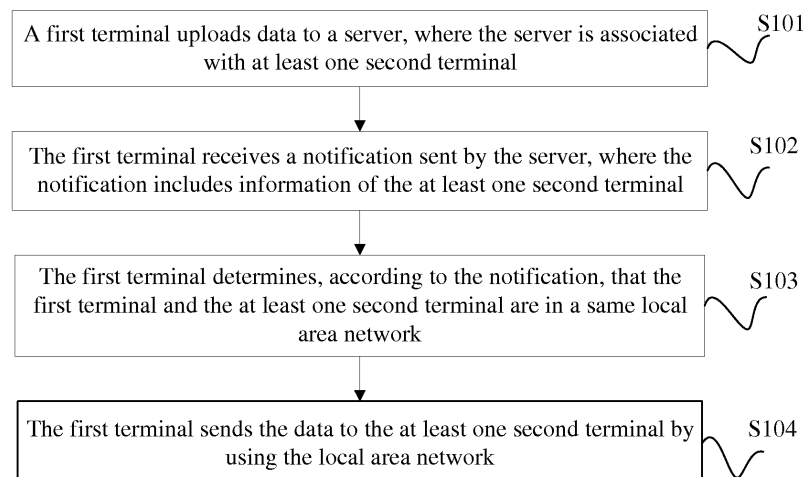 A first terminal uploads data to a server, where the server is associated
with at least one second terminal
S101
The first terminal receives a notification sent by the server, where the
notification includes information of the at least one second terminal
S102
The first terminal determines, according to the notification, that the
first terminal and the at least one second terminal are in a same local
area network
S103
The first terminal sends the data to the at least one second terminal by
using the local area network
S104